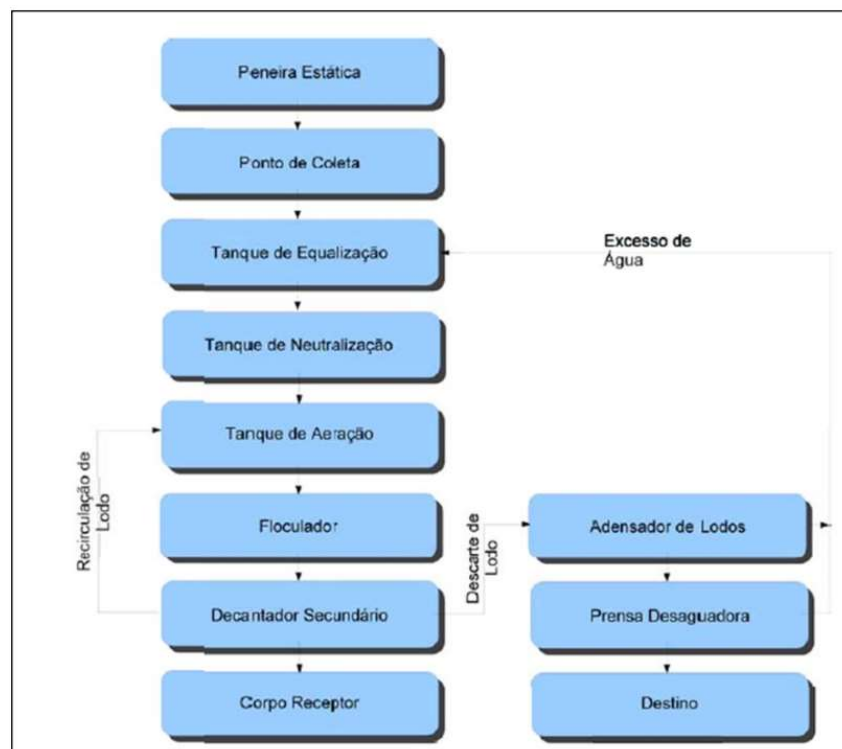 Peneira Estática
Ponto de Coleta
Tanque de Equalização
Excesso de
Água
Tanque de Neutralização
Tanque de Aeração
Recirculação de
Lodo
Floculador
Descarte de
Lodo
Adensador de Lodos
Decantador Secundário
Prensa Desaguadora
Corpo Receptor
Destino